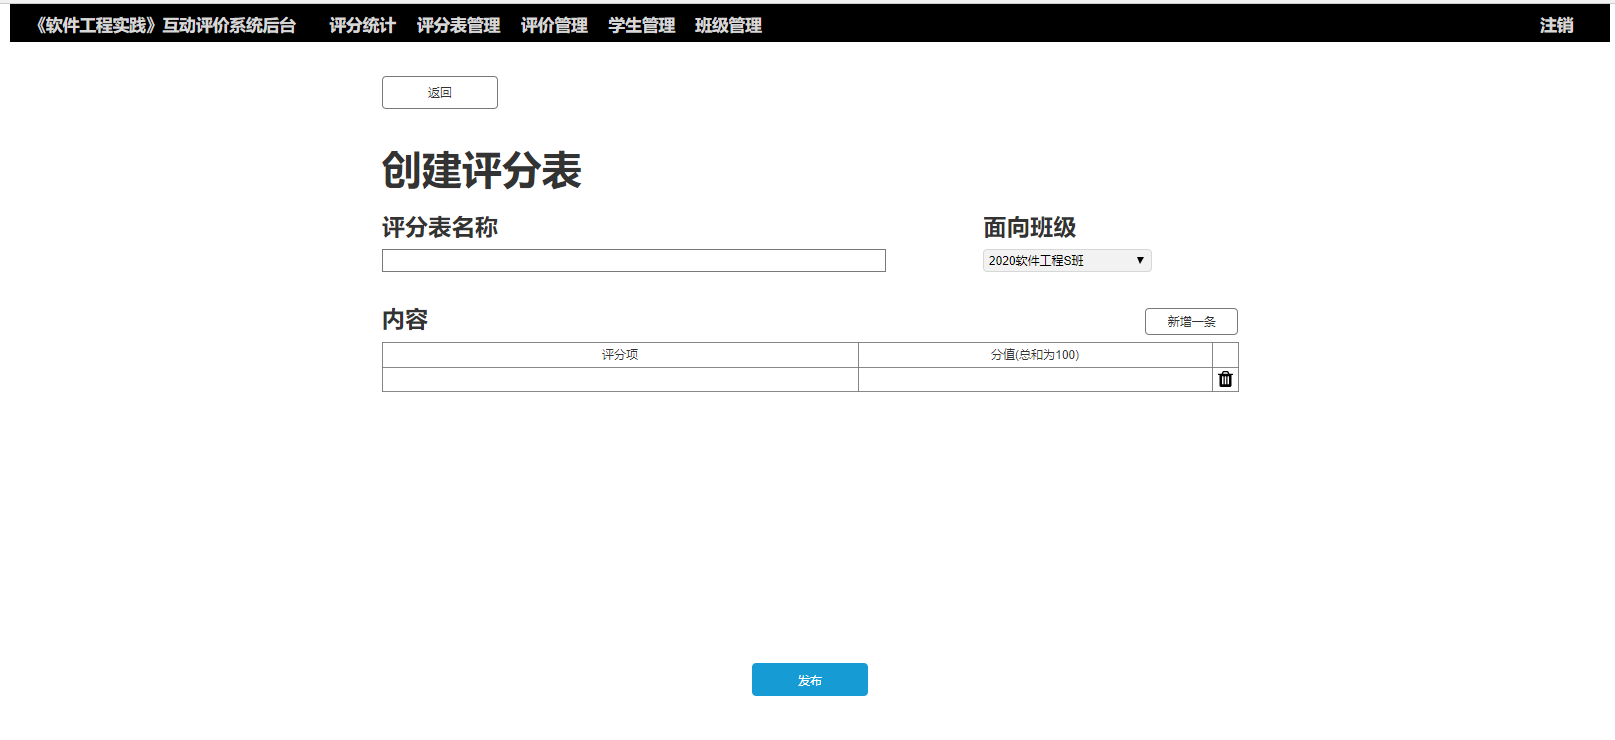 《软件工程实践》互动评价系统后台 评分统计 评分表管理 评价管理 学生管理 班级管理 注销
返回
创建评分表
评分表名称 面向班级
2020软件工程S班
内容 新增一条
评分项 分值(总和为100)
发布